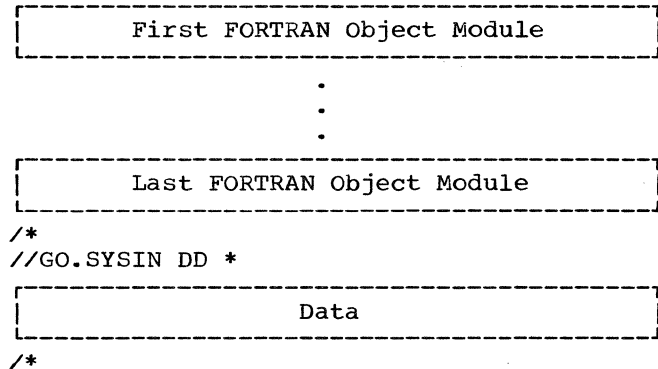 First FORTRAN Object Module
.
.
.
Last FORTRAN Object Module
/*
//GO.SYSIN DD *
Data
/*